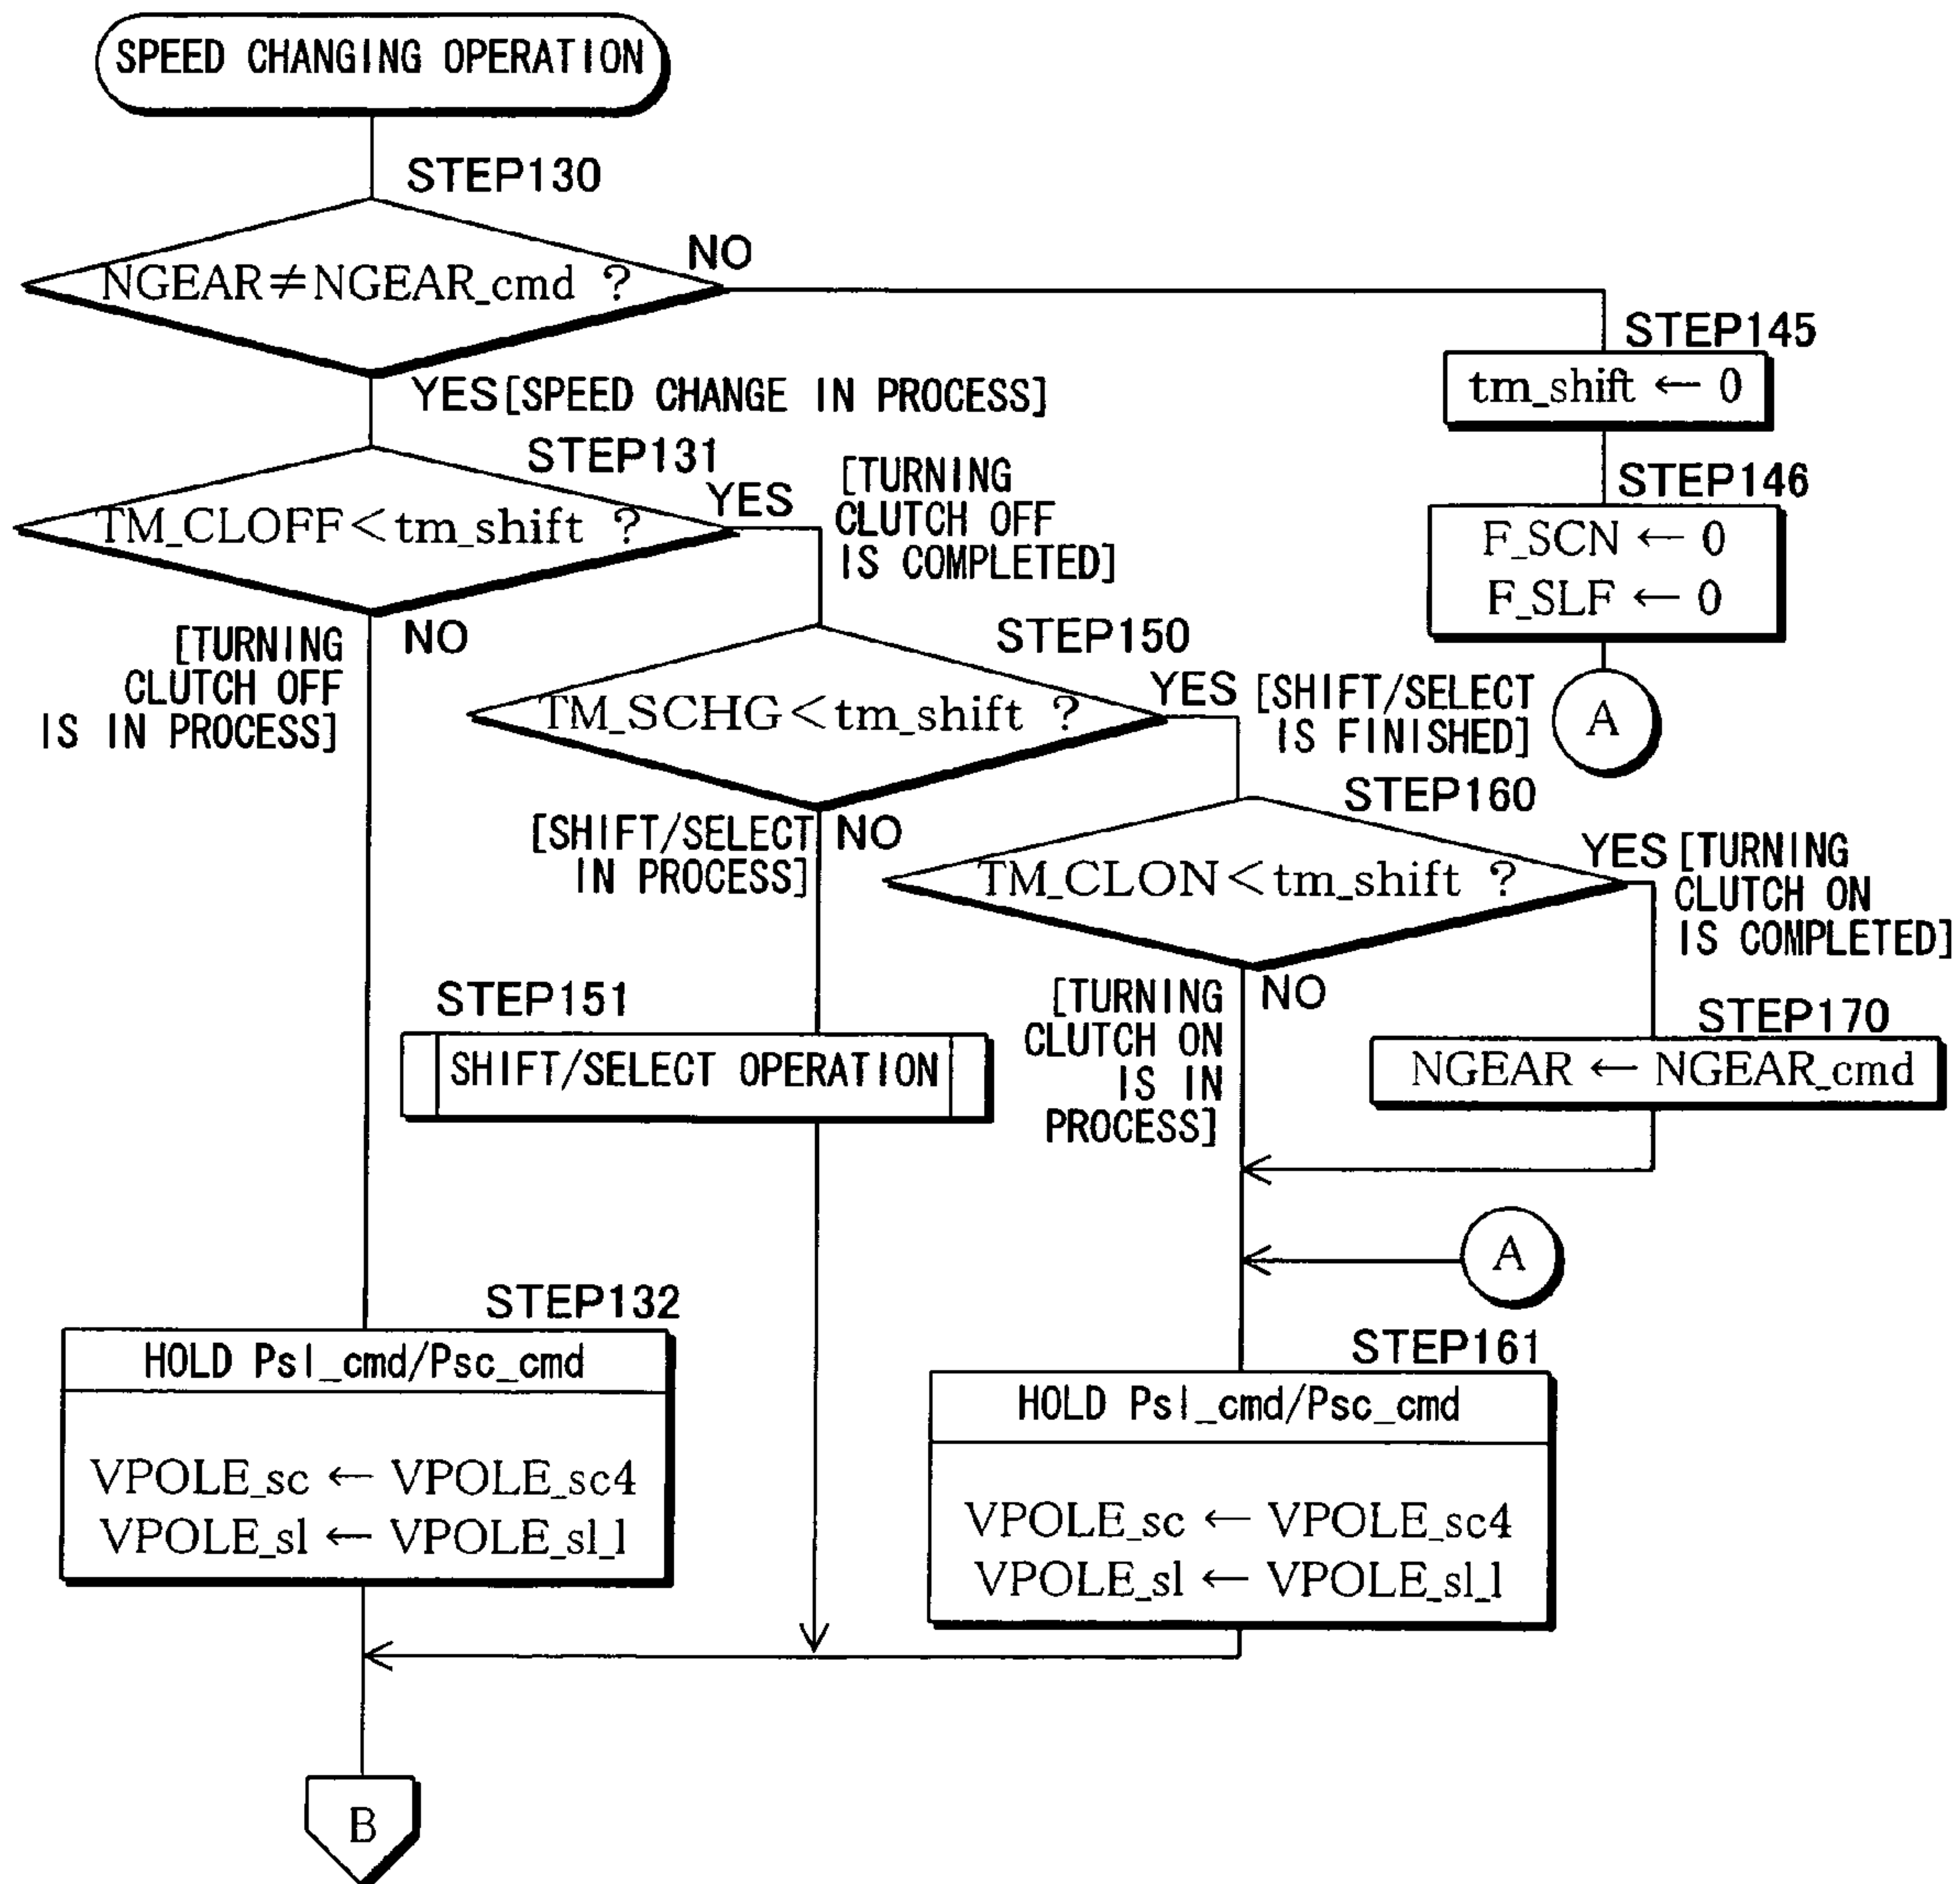 SPEED CHANGING OPERATION
STEP130
NGEAR≠NGEAR_cmd ?
NO
YES[SPEED CHANGE IN PROCESS]
STEP145
tm_shift ← 0
STEP146
F_SCN ← 0
F_SLF ← 0
A
STEP131
TM_CLOFF<tm_shift ?
YES
[TURNING
CLUTCH OFF
IS COMPLETED]
NO
[TURNING
CLUTCH OFF
IS IN PROCESS]
STEP150
TM_SCHG<tm_shift ?
YES [SHIFT/SELECT
IS FINISHED]
[SHIFT/SELECT
IN PROCESS]
NO
STEP160
TM_CLON<tm_shift ?
YES [TURNING
CLUTCH ON
IS COMPLETED]
[TURNING
CLUTCH ON
IS IN
PROCESS]
NO
STEP151
SHIFT/SELECT OPERATION
STEP170
NGEAR ← NGEAR_cmd
A
STEP132
HOLD Psl_cmd/Psc_cmd
VPOLE_sc ← VPOLE_sc4
VPOLE_sl ← VPOLE_sl_l
STEP161
HOLD Psl_cmd/Psc_cmd
VPOLE_sc ← VPOLE_sc4
VPOLE_sl ← VPOLE_sl_l
B